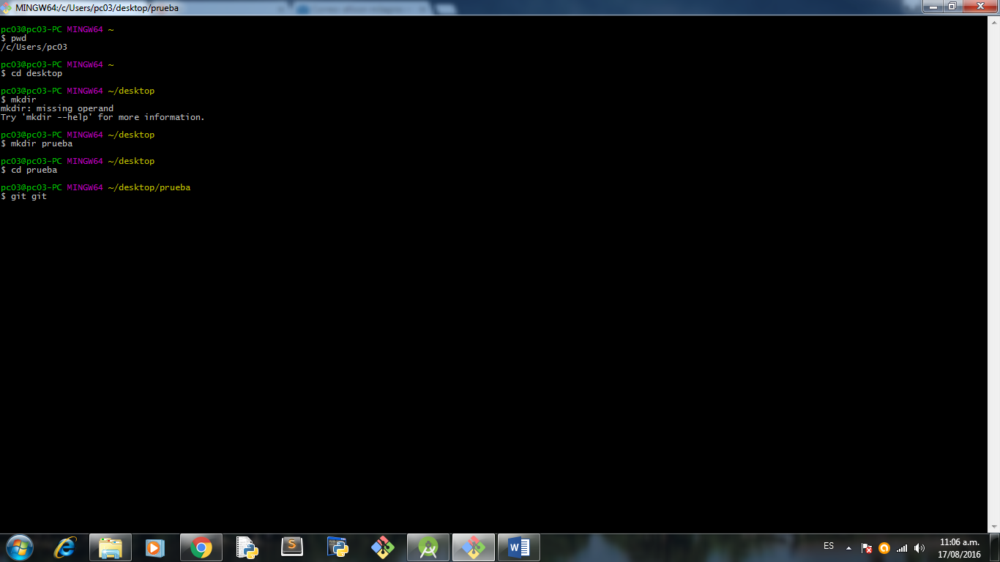 MINGW64:/c/Users/pc03/desktop/prueba
pc03@pc03-PC MINGW64 ~
$ pwd
/c/Users/pc03
pc03@pc03-PC MINGW64 ~
$ cd desktop
pc03@pc03-PC MINGW64 ~/desktop
$ mkdir
mkdir: missing operand
Try 'mkdir --help' for more information.
pc03@pc03-PC MINGW64 ~/desktop
$ mkdir prueba
pc03@pc03-PC MINGW64 ~/desktop
$ cd prueba
pc03@pc03-PC MINGW64 ~/desktop/prueba
$ git git
ES
11:06 a.m.
17/08/2016